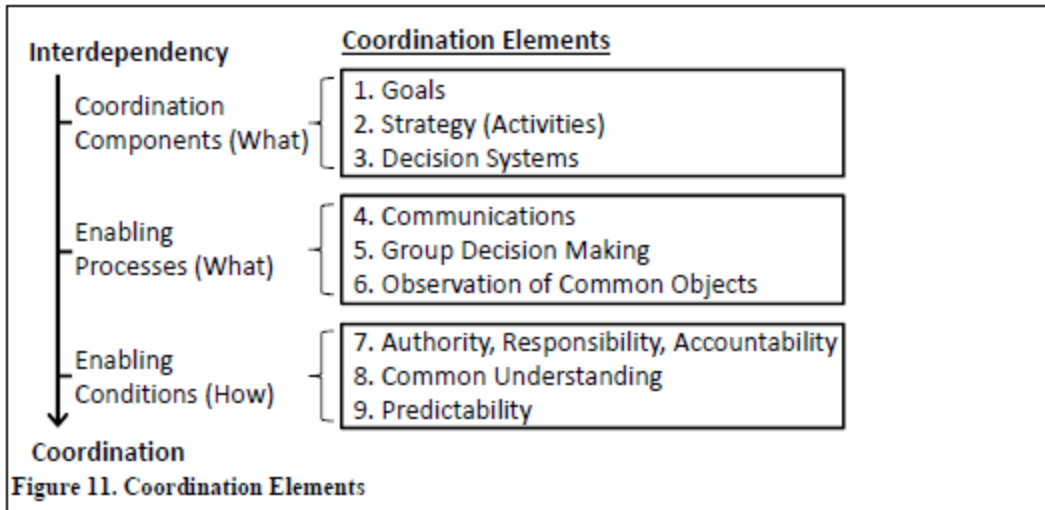 Interdependency
Coordination Elements
Coordination
Components (What)
1. Goals
2. Strategy (Activities)
3. Decision Systems
Enabling
Processes (What)
4. Communications
5. Group Decision Making
6. Observation of Common Objects
Enabling
Conditions (How)
7. Authority, Responsibility, Accountability
8. Common Understanding
9. Predictability
Coordination
Figure 11. Coordination Elements